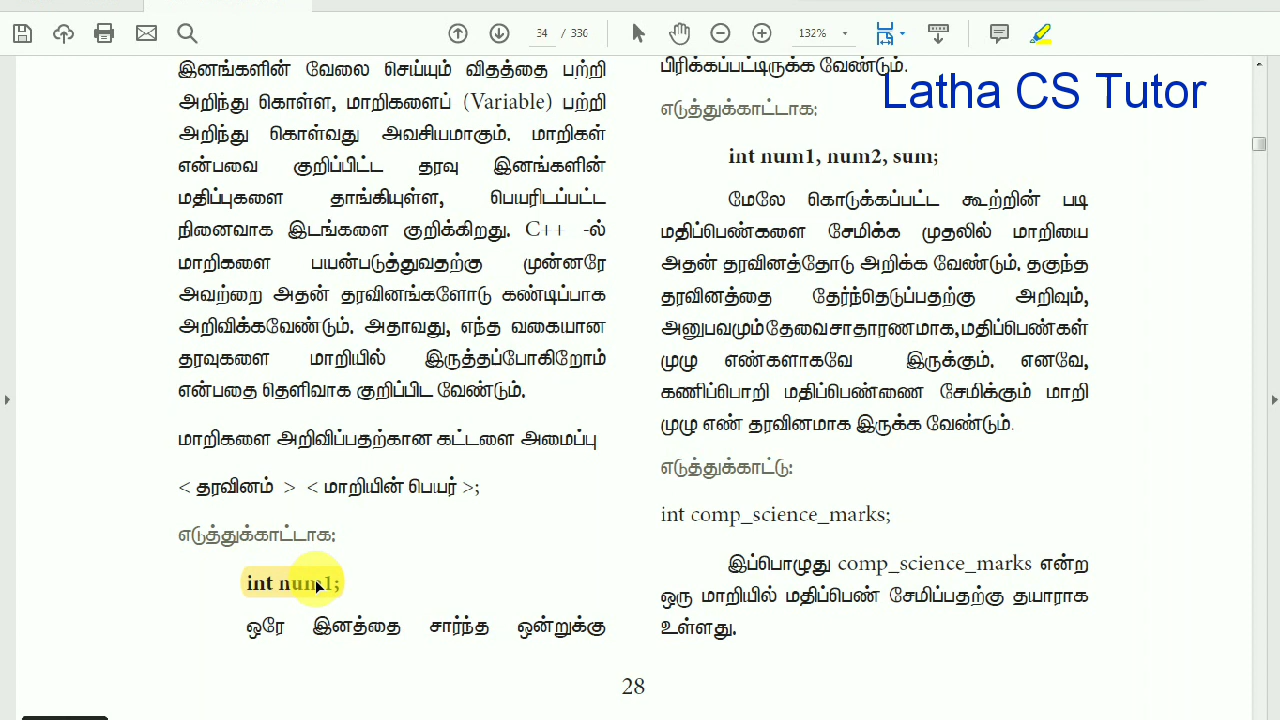 34 / 336
132%
Latha CS Tutor
இனங்களின் வேலை செய்யும் விதத்தை பற்றி
அறிந்து கொள்ள, மாறிகளைப் (Variable) பற்றி
அறிந்து கொள்வது அவசியமாகும். மாறிகள்
என்பவை குறிப்பிட்ட தரவு இனங்களின்
மதிப்புகளை தாங்கியுள்ள, பெயரிடப்பட்ட
நினைவாக இடங்களை குறிக்கிறது. C++ -ல்
மாறிகளை பயன்படுத்துவதற்கு முன்னரே
அவற்றை அதன் தரவினங்களோடு கண்டிப்பாக
அறிவிக்கவேண்டும். அதாவது, எந்த வகையான
தரவுகளை மாறியில் இருத்தப்போகிறோம்
என்பதை தெளிவாக குறிப்பிட வேண்டும்.
மாறிகளை அறிவிப்பதற்கான கட்டளை அமைப்பு
< தரவினம் > < மாறியின் பெயர் >;
எடுத்துக்காட்டாக:
int num1;
ஒரே இனத்தை சார்ந்த ஒன்றுக்கு
பிரிக்கப்பட்டிருக்க வேண்டும்.
எடுத்துக்காட்டாக;
int num1, num2, sum;
மேலே கொடுக்கப்பட்ட கூற்றின் படி
மதிப்பெண்களை சேமிக்க முதலில் மாறியை
அதன் தரவினத்தோடு அறிக்க வேண்டும். தகுந்த
தரவினத்தை தேர்ந்தெடுப்பதற்கு அறிவும்,
அனுபவமும் தேவை சாதாரணமாக, மதிப்பெண்கள்
முழு எண்களாகவே இருக்கும். எனவே,
கணிப்பொறி மதிப்பெண்ணை சேமிக்கும் மாறி
முழு எண் தரவினமாக இருக்க வேண்டும்.
எடுத்துக்காட்டு:
int comp_science_marks;
இப்பொழுது comp_science_marks என்ற
ஒரு மாறியில் மதிப்பெண் சேமிப்பதற்கு தயாராக
உள்ளது.
28